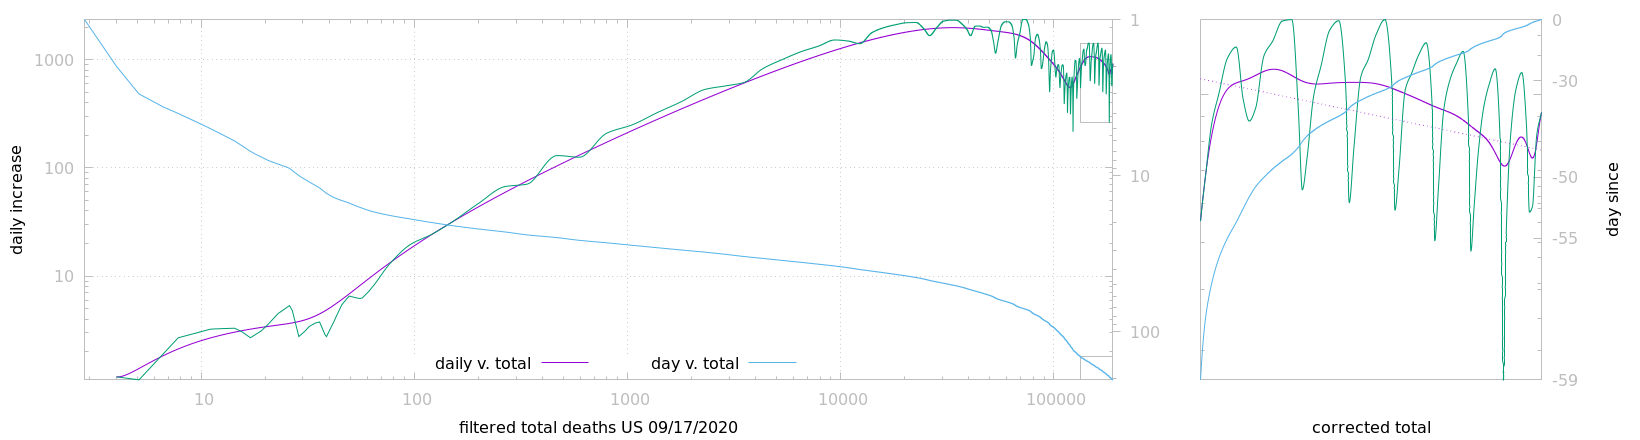 daily increase
1000
100
10
1
10
100
daily v. total
day v. total
10
100
1000
10000
100000
filtered total deaths US 09/17/2020
0
-30
-50
-55
-59
day since
corrected total